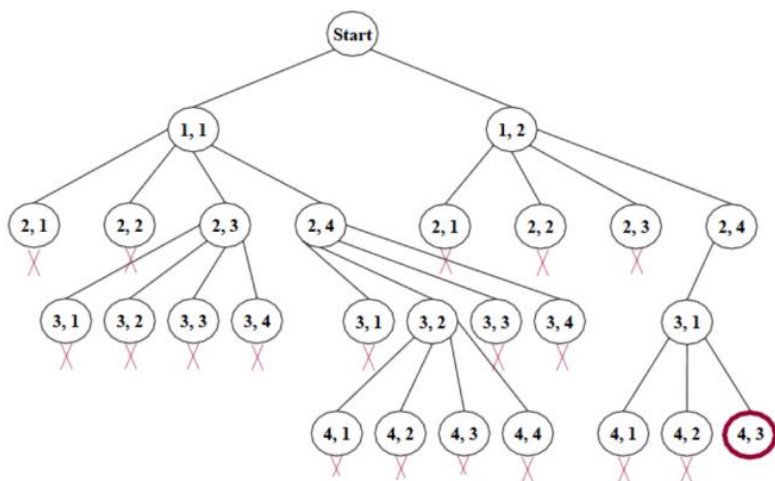 Start
1, 1 1, 2
2, 1 2, 2 2, 3 2, 4 2, 1 2, 2 2, 3 2, 4
3, 1 3, 2 3, 3 3, 4 3, 1 3, 2 3, 3 3, 4 3, 1
4, 1 4, 2 4, 3 4, 4 4, 1 4, 2 4, 3